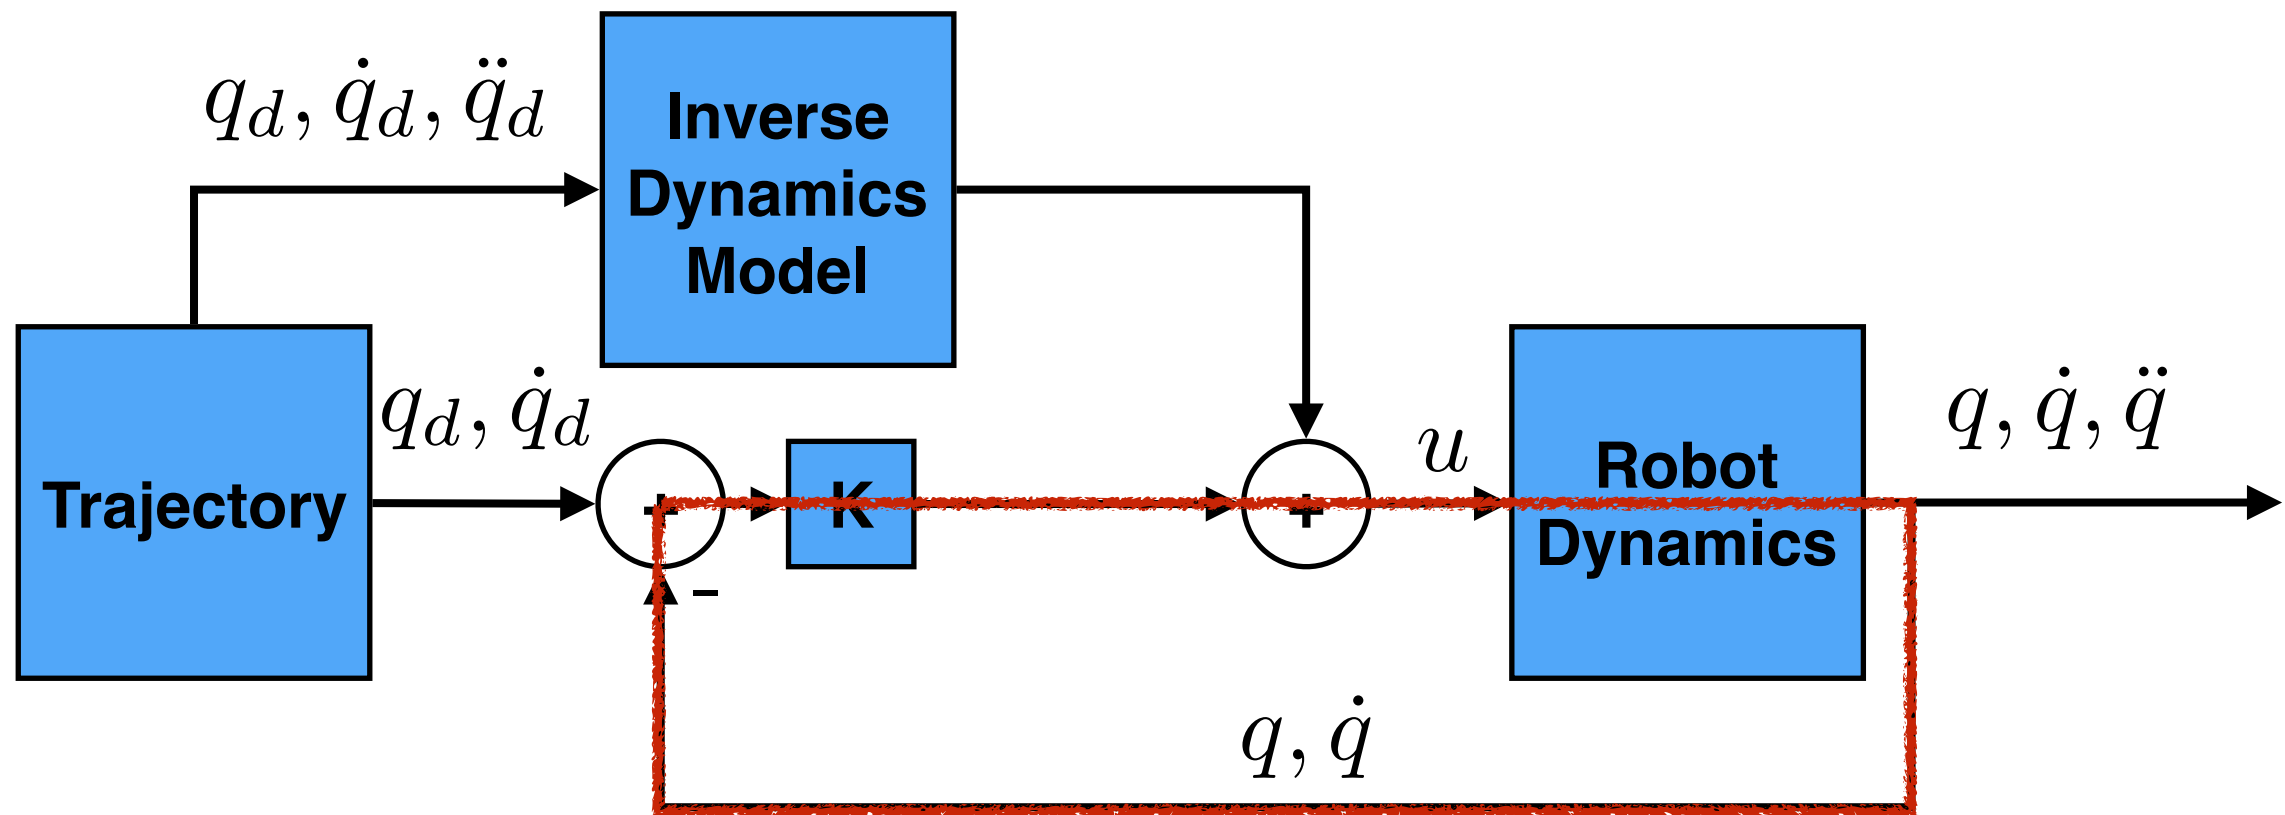 q_d, q̇_d, q̈_d
Inverse
Dynamics
Model
Trajectory
q_d, q̇_d
+
-
K
+
u
Robot
Dynamics
q, q̇, q̈
q, q̇